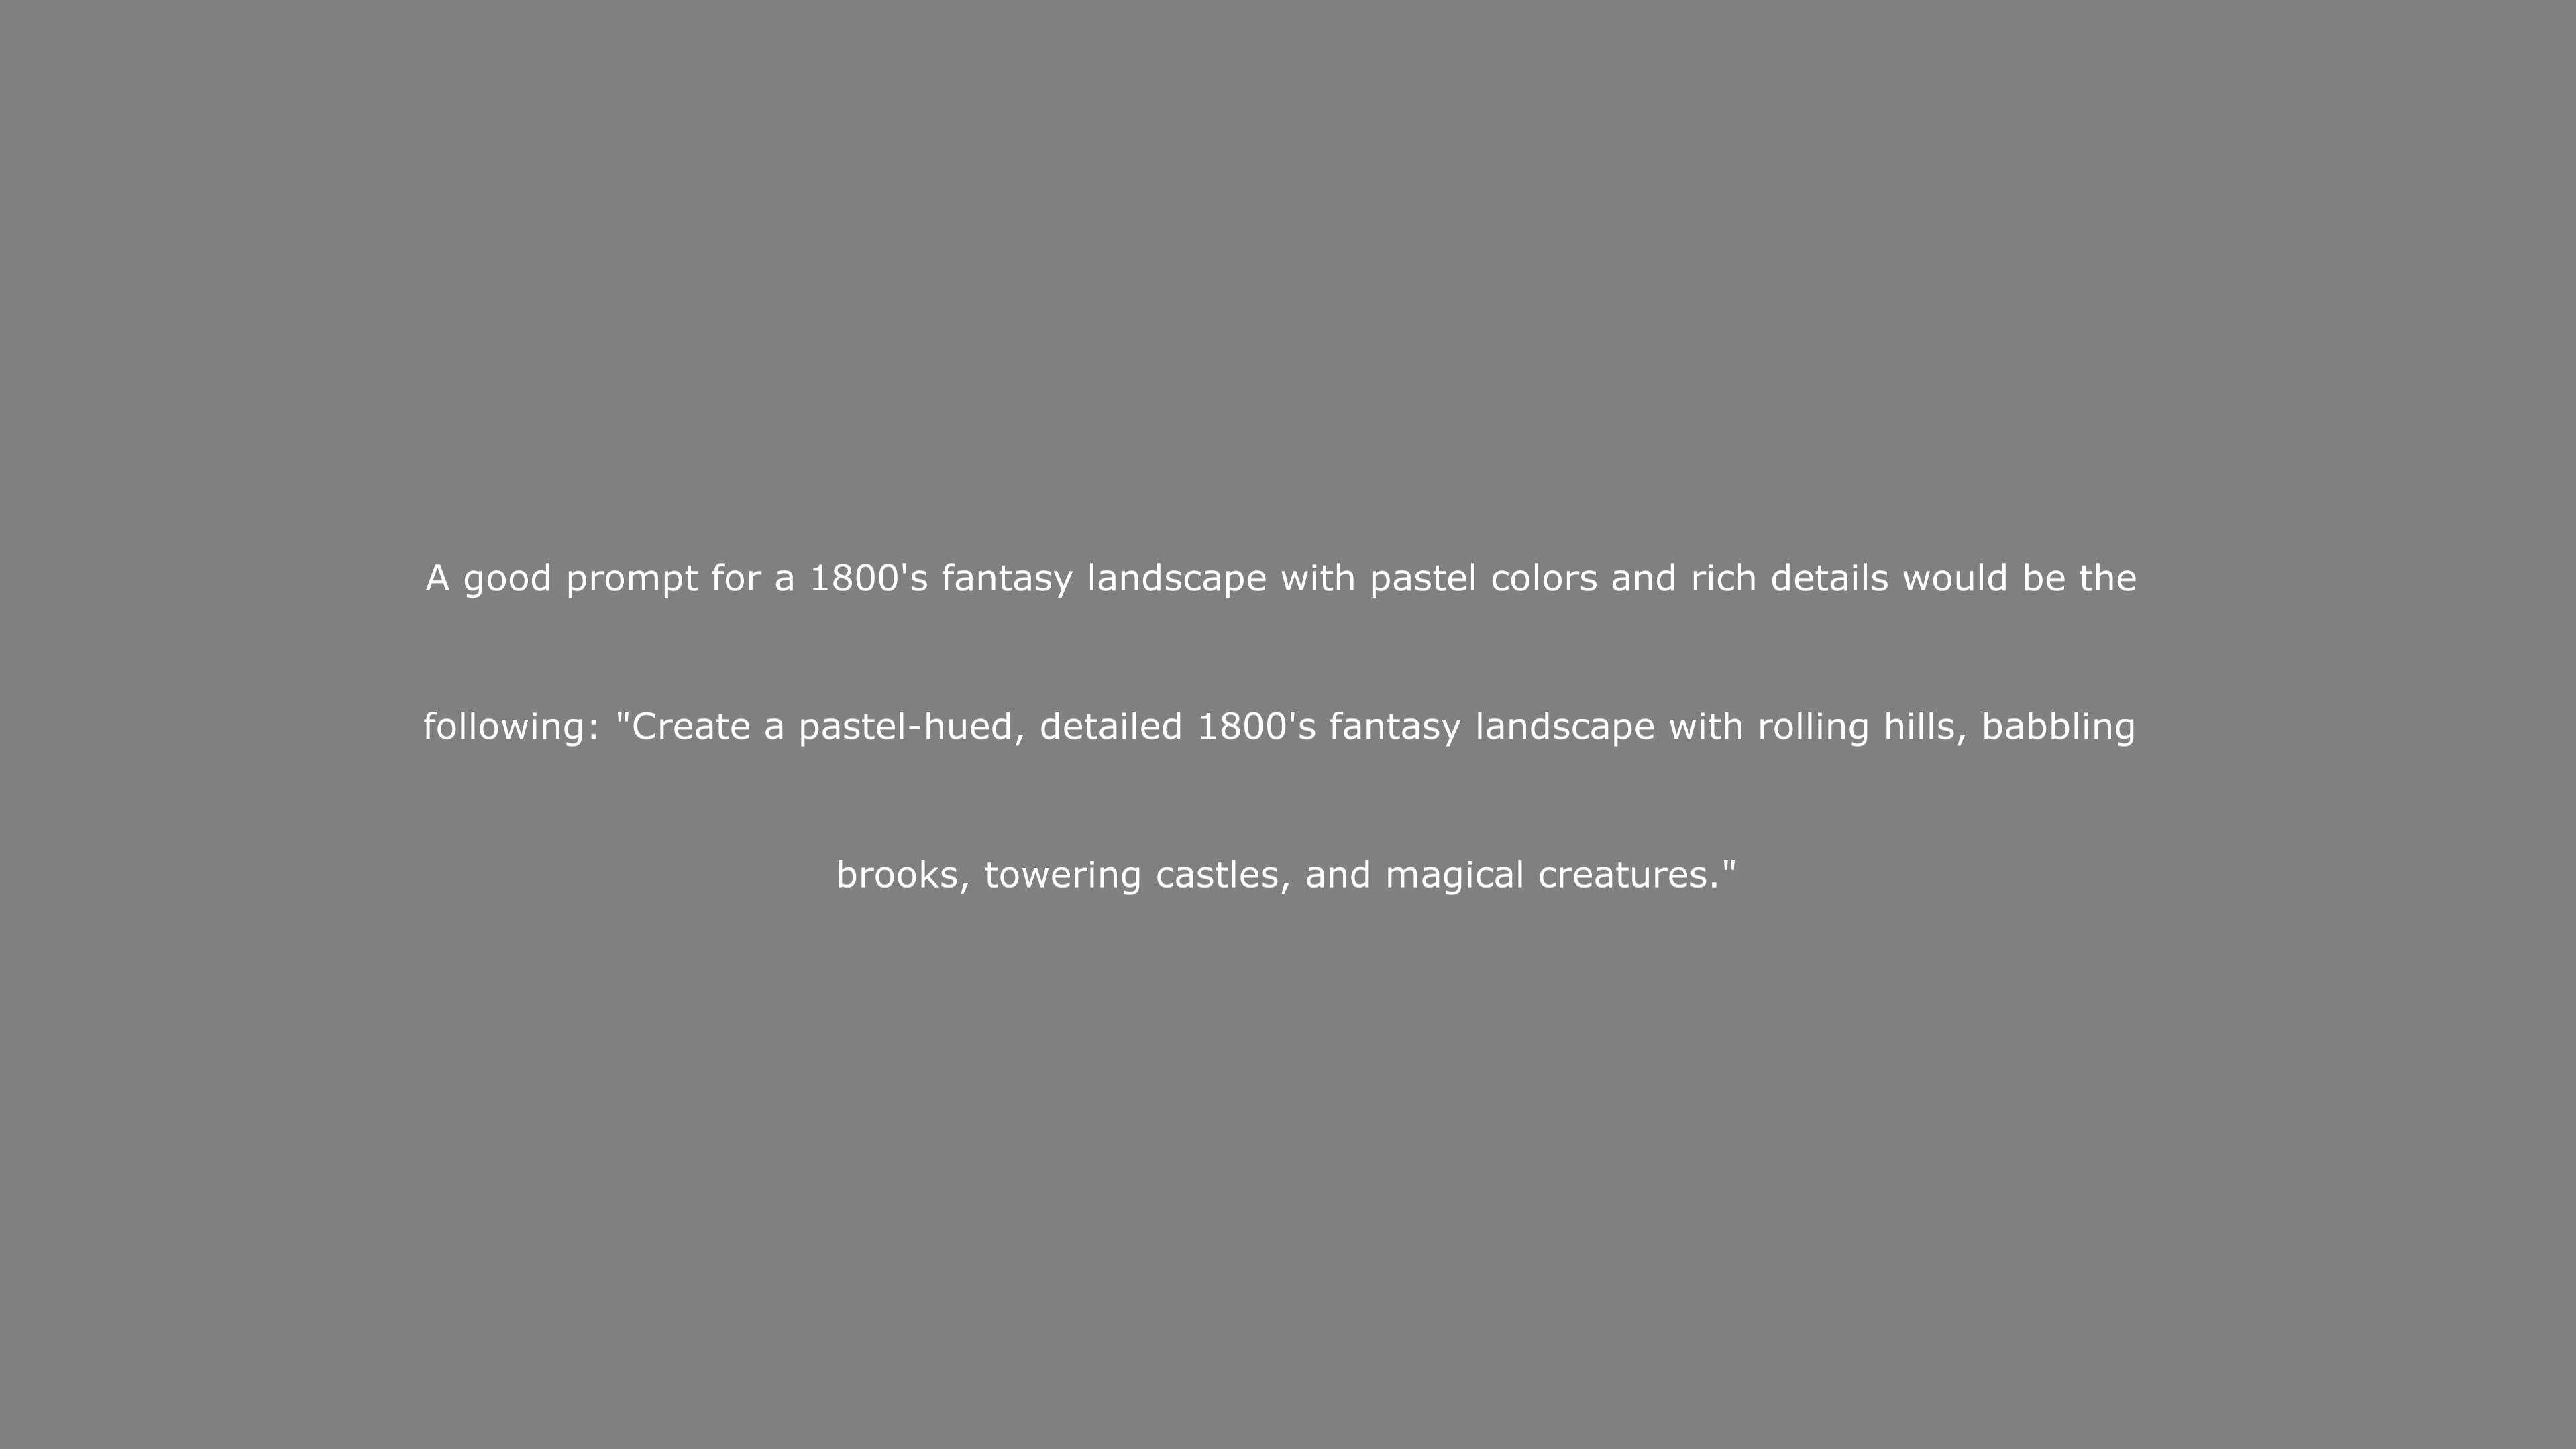 A good prompt for a 1800's fantasy landscape with pastel colors and rich details would be the
following: "Create a pastel-hued, detailed 1800's fantasy landscape with rolling hills, babbling
brooks, towering castles, and magical creatures."